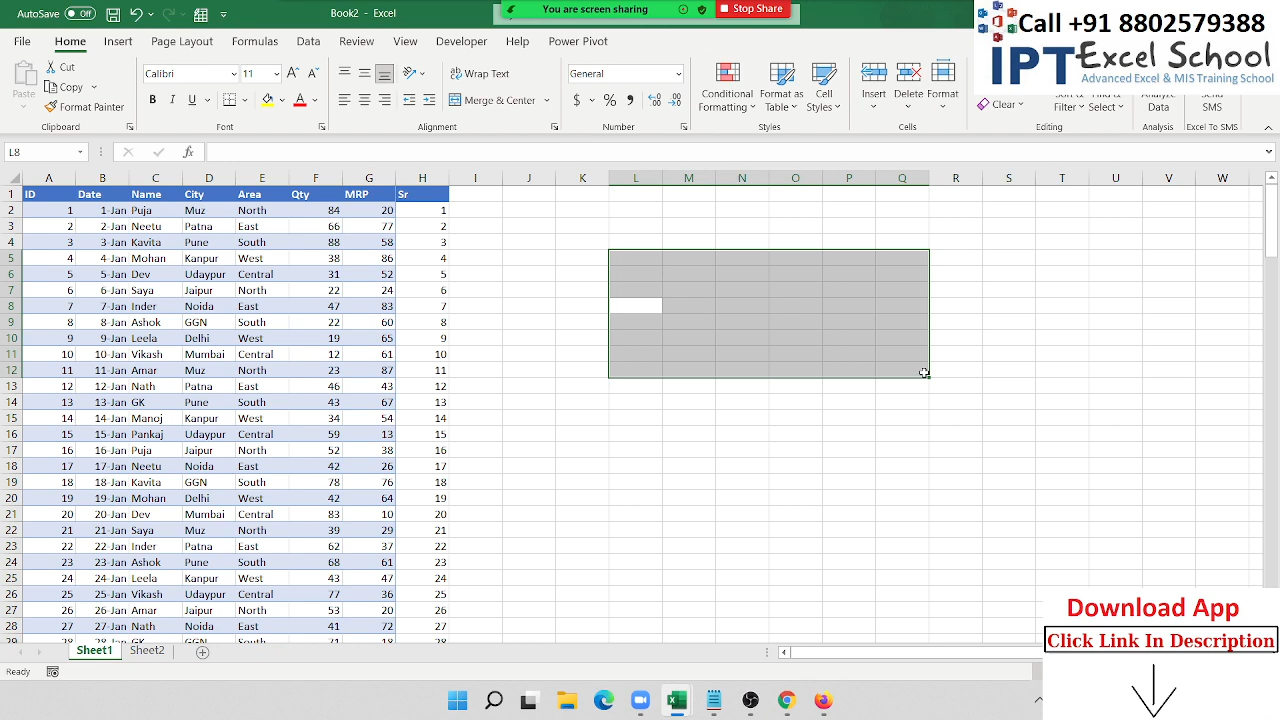 AutoSave Off Book2 - Excel You are screen sharing Stop Share
Call +91 8802579388
IPT Excel School
Advanced Excel & MIS Training School
File Home Insert Page Layout Formulas Data Review View Developer Help Power Pivot
Paste Cut Copy Format Painter
Calibri 11 Wrap Text Merge & Center General
B I U A A $ % 9
Conditional Formatting Format as Table Cell Styles Insert Delete Format Clear Filter Select Data SMS
Clipboard Font Alignment Number Styles Cells Editing Analysis Excel To SMS
L8 fx
A B C D E F G H I J K L M N O P Q R S T U V W
1 ID Date Name City Area Qty MRP Sr
2 1 1-Jan Puja Muz North 84 20 1
3 2 2-Jan Neetu Patna East 66 77 2
4 3 3-Jan Kavita Pune South 88 58 3
5 4 4-Jan Mohan Kanpur West 38 86 4
6 5 5-Jan Dev Udaypur Central 31 52 5
7 6 6-Jan Saya Jaipur North 22 24 6
8 7 7-Jan Inder Noida East 47 83 7
9 8 8-Jan Ashok GGN South 22 60 8
10 9 9-Jan Leela Delhi West 19 65 9
11 10 10-Jan Vikash Mumbai Central 12 61 10
12 11 11-Jan Amar Muz North 23 87 11
13 12 12-Jan Nath Patna East 46 43 12
14 13 13-Jan GK Pune South 43 67 13
15 14 14-Jan Manoj Kanpur West 34 54 14
16 15 15-Jan Pankaj Udaypur Central 59 13 15
17 16 16-Jan Puja Jaipur North 52 38 16
18 17 17-Jan Neetu Noida East 42 26 17
19 18 18-Jan Kavita GGN South 78 76 18
20 19 19-Jan Mohan Delhi West 42 64 19
21 20 20-Jan Dev Mumbai Central 83 10 20
22 21 21-Jan Saya Muz North 39 29 21
23 22 22-Jan Inder Patna East 62 37 22
24 23 23-Jan Ashok Pune South 68 61 23
25 24 24-Jan Leela Kanpur West 43 47 24
26 25 25-Jan Vikash Udaypur Central 77 36 25
27 26 26-Jan Amar Jaipur North 53 20 26
28 27 27-Jan Nath Noida East 41 72 27
29 28 28-Jan GK GGN South 71 18 28
Download App
Click Link In Description
Sheet1 Sheet2
Ready